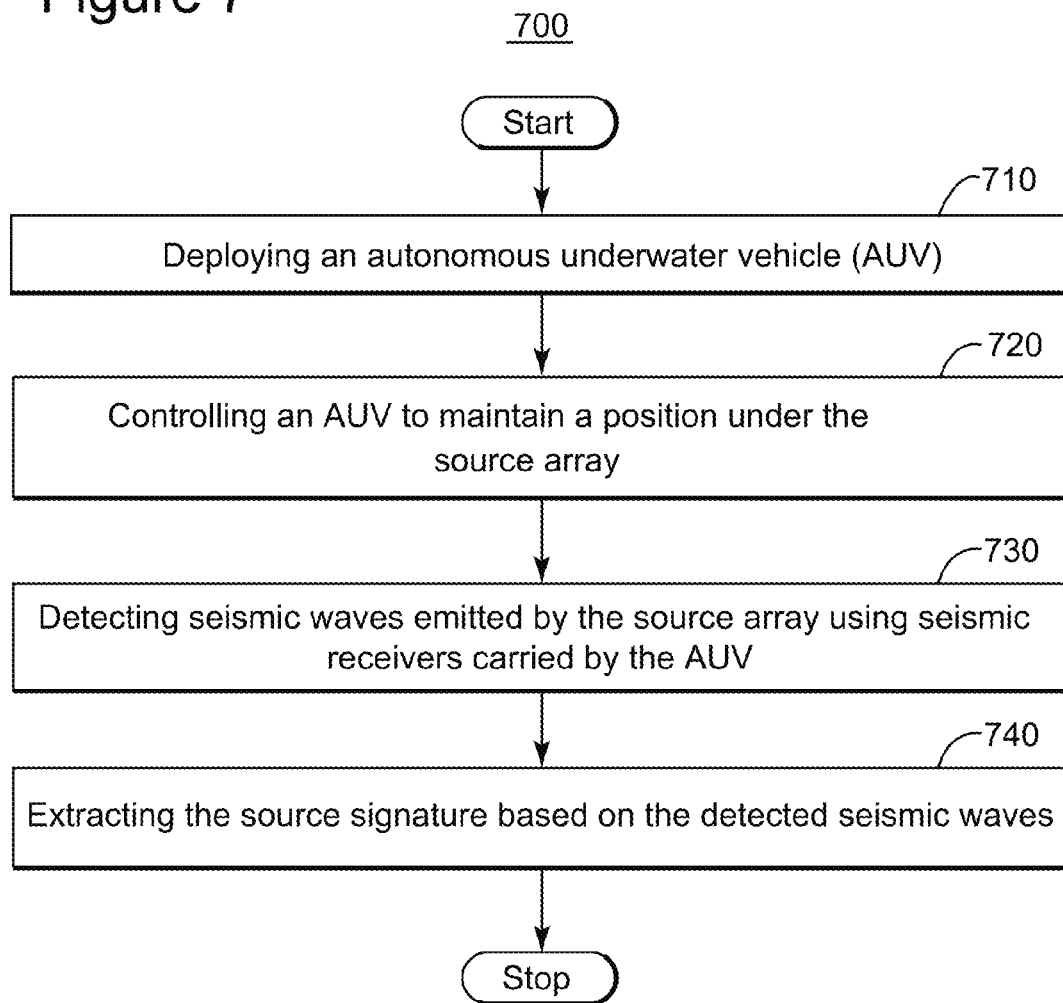 Figure 7
700
Start
710
Deploying an autonomous underwater vehicle (AUV)
720
Controlling an AUV to maintain a position under the
source array
730
Detecting seismic waves emitted by the source array using seismic
receivers carried by the AUV
740
Extracting the source signature based on the detected seismic waves
Stop